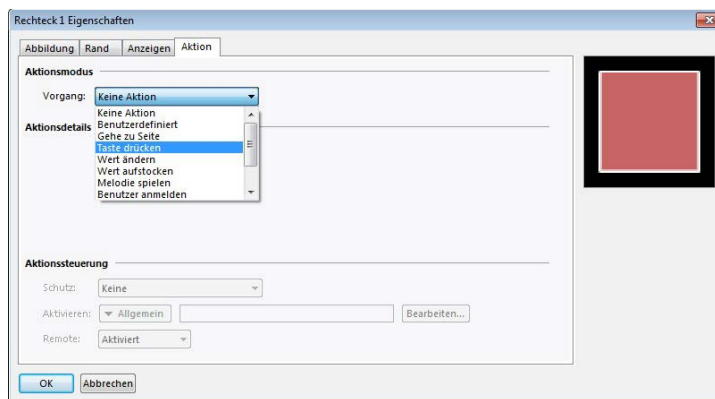 Rechteck 1 Eigenschaften
Abbildung Rand Anzeigen Aktion
Aktionsmodus
Vorgang: Keine Aktion
Keine Aktion
Benutzerdefiniert
Aktionsdetails
Gehe zu Seite
Taste drücken
Wert ändern
Wert aufstocken
Melodie spielen
Benutzer anmelden
Aktionssteuerung
Schutz: Keine
Aktivieren: Allgemein Bearbeiten...
Remote: Aktiviert
OK Abbrechen